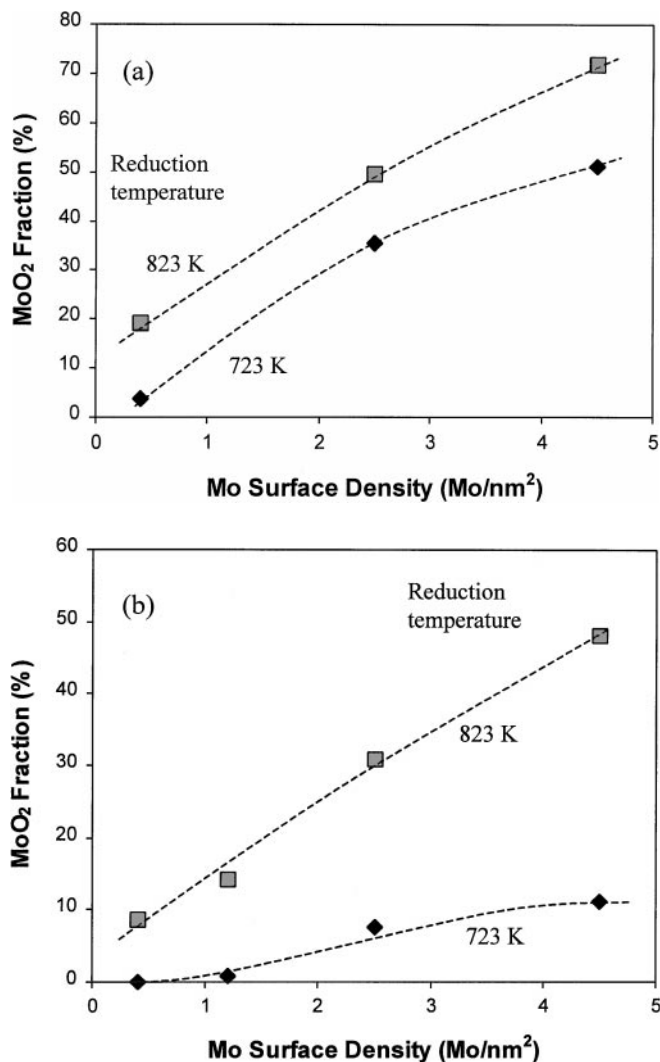 80
70
60
50
40
30
20
10
0
(a)
Reduction
temperature
823 K
723 K
MoO₂ Fraction (%)
0 1 2 3 4 5
Mo Surface Density (Mo/nm²)
60
50
40
30
20
10
0
(b)
Reduction
temperature
823 K
723 K
MoO₂ Fraction (%)
0 1 2 3 4 5
Mo Surface Density (Mo/nm²)